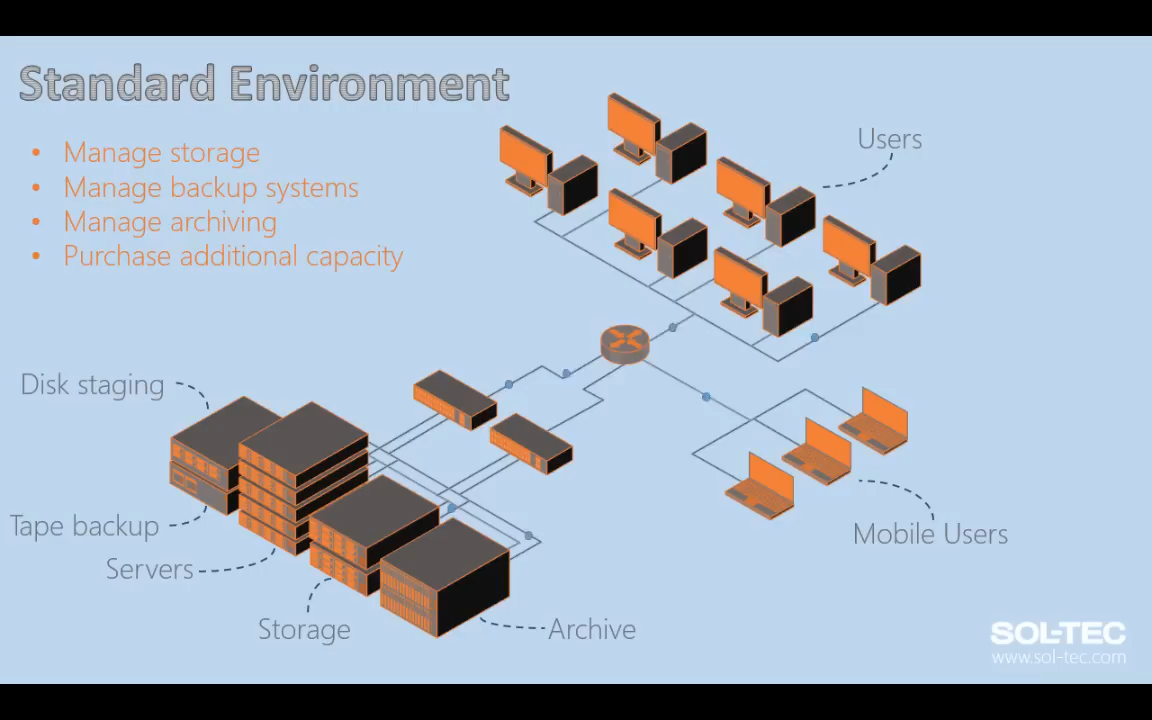 Standard Environment
• Manage storage
• Manage backup systems
• Manage archiving
• Purchase additional capacity
Users
Disk staging
Tape backup
Servers
Storage
Archive
Mobile Users
SOL-TEC
www.sol-tec.com